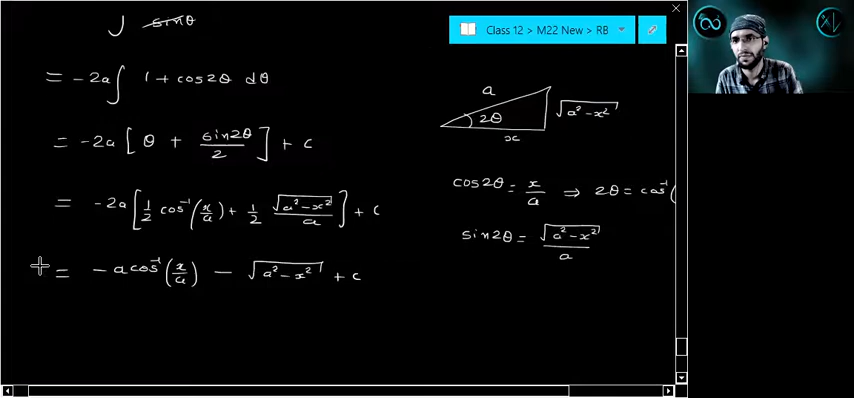 ∫ sinθ
= -2a ∫ 1 + cos2θ dθ
= -2a [ θ + sin2θ/2 ] + c
= -2a [ 1/2 cos⁻¹(x/a) + 1/2 √(a²-x²)/a ] + c
= - a cos⁻¹(x/a) - √(a²-x²) + c
Class 12 > M22 New > RB
a
2θ
√(a²-x²)
x
cos2θ = x/a ⇒ 2θ = cos⁻¹(
sin2θ = √(a²-x²)/a